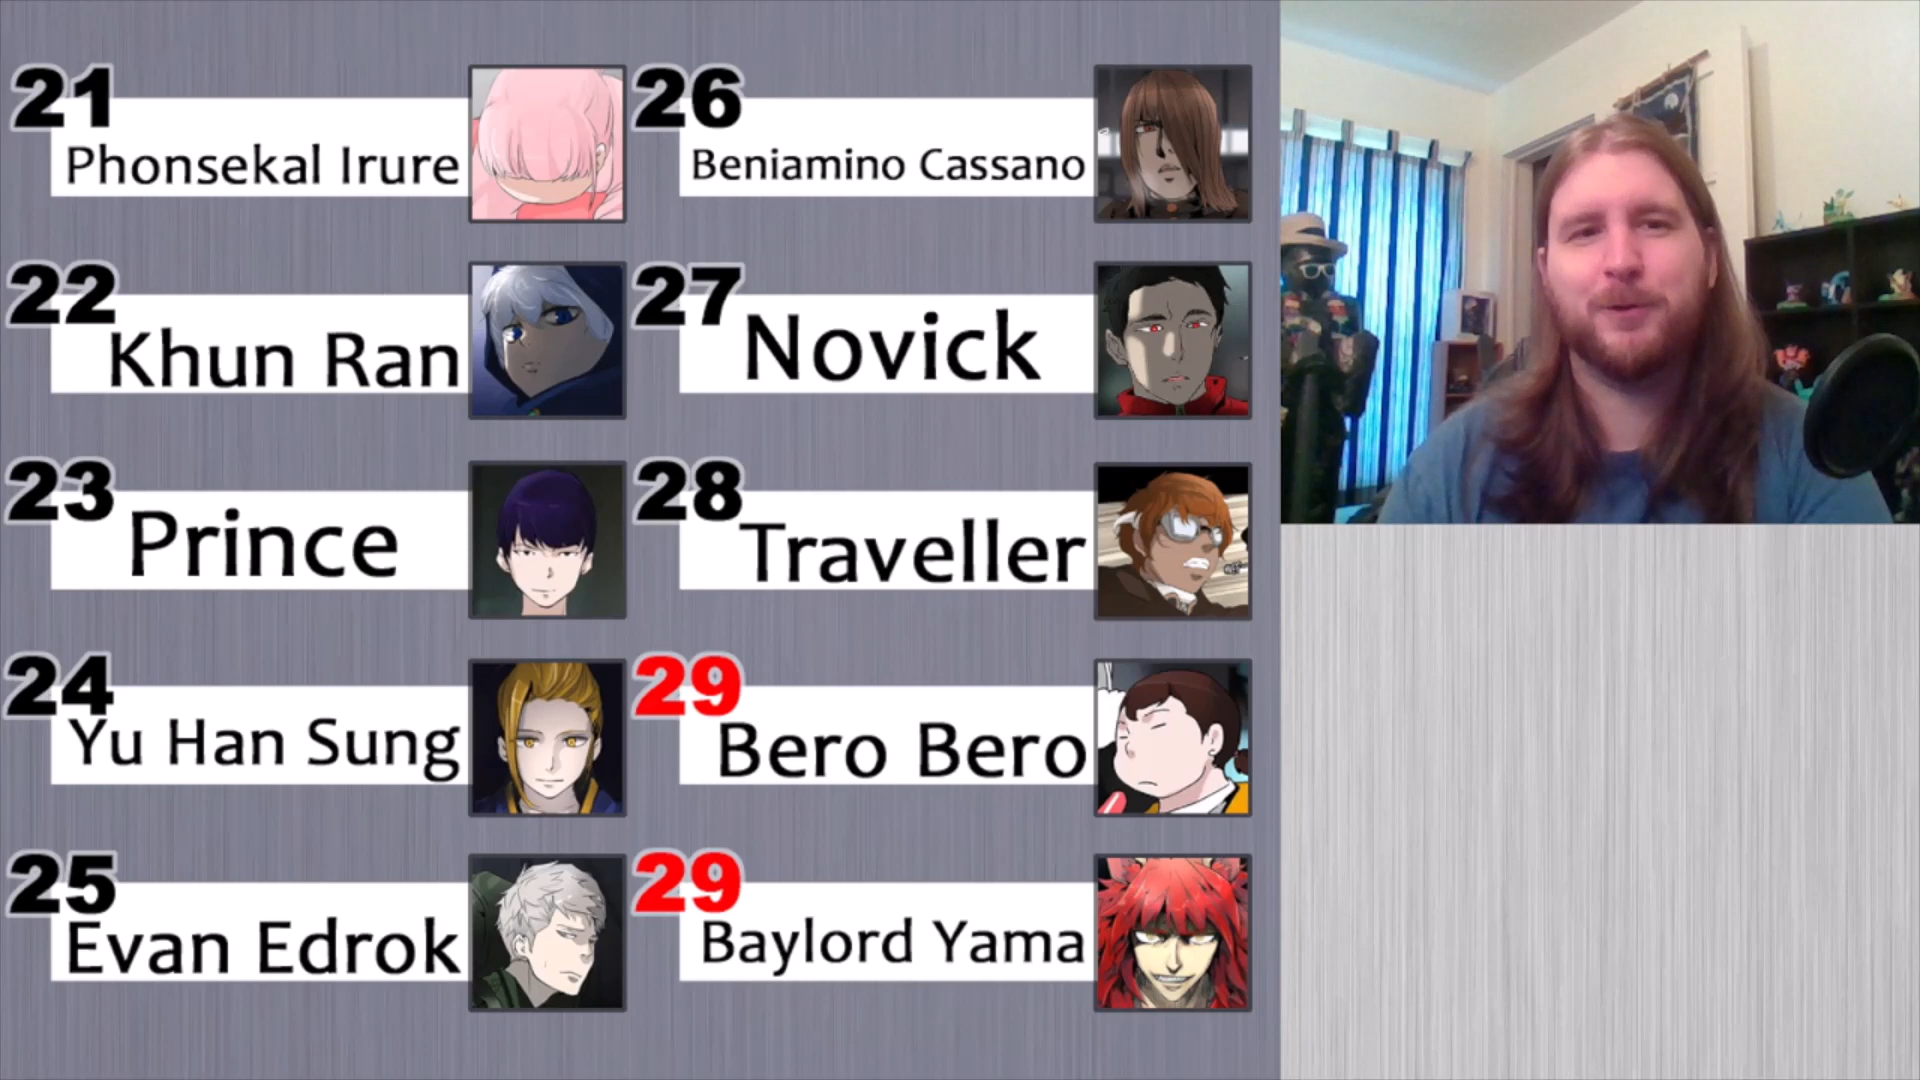 21
Phonsekal Irure
22
Khun Ran
23
Prince
24
Yu Han Sung
25
Evan Edrok
26
Beniamino Cassano
27
Novick
28
Traveller
29
Bero Bero
29
Baylord Yama